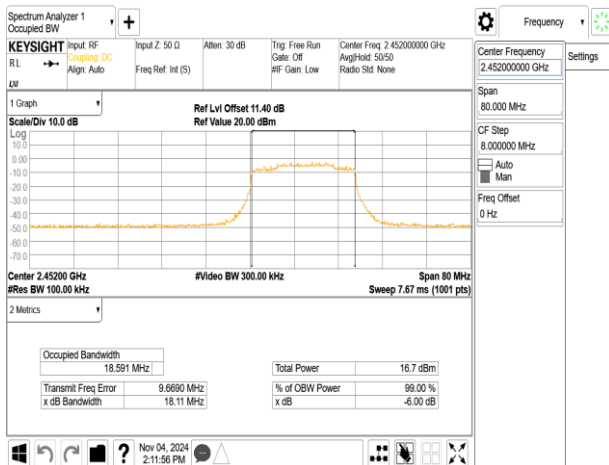 Spectrum Analyzer 1
Occupied BW
Frequency
KEYSIGHT
Input: RF
Input Z: 50 Ω
Atten: 30 dB
Trig: Free Run
Center Freq: 2.452000000 GHz
RL
Coupling: DC
Gate: Off
Avg|Hold: 50/50
Align: Auto
Freq Ref: Int (S)
#IF Gain: Low
Radio Std: None
LXI
Center Frequency
2.452000000 GHz
Settings
Span
80.000 MHz
CF Step
8.000000 MHz
Auto
Man
Freq Offset
0 Hz
1 Graph
Ref Lvl Offset 11.40 dB
Scale/Div 10.0 dB
Ref Value 20.00 dBm
Log
10.0
0.00
-10.0
-20.0
-30.0
-40.0
-50.0
-60.0
-70.0
Center 2.45200 GHz
#Video BW 300.00 kHz
Span 80 MHz
#Res BW 100.00 kHz
Sweep 7.67 ms (1001 pts)
2 Metrics
Occupied Bandwidth
18.591 MHz
Total Power
16.7 dBm
Transmit Freq Error
9.6690 MHz
% of OBW Power
99.00 %
x dB Bandwidth
18.11 MHz
x dB
-6.00 dB
?
Nov 04, 2024
2:11:56 PM